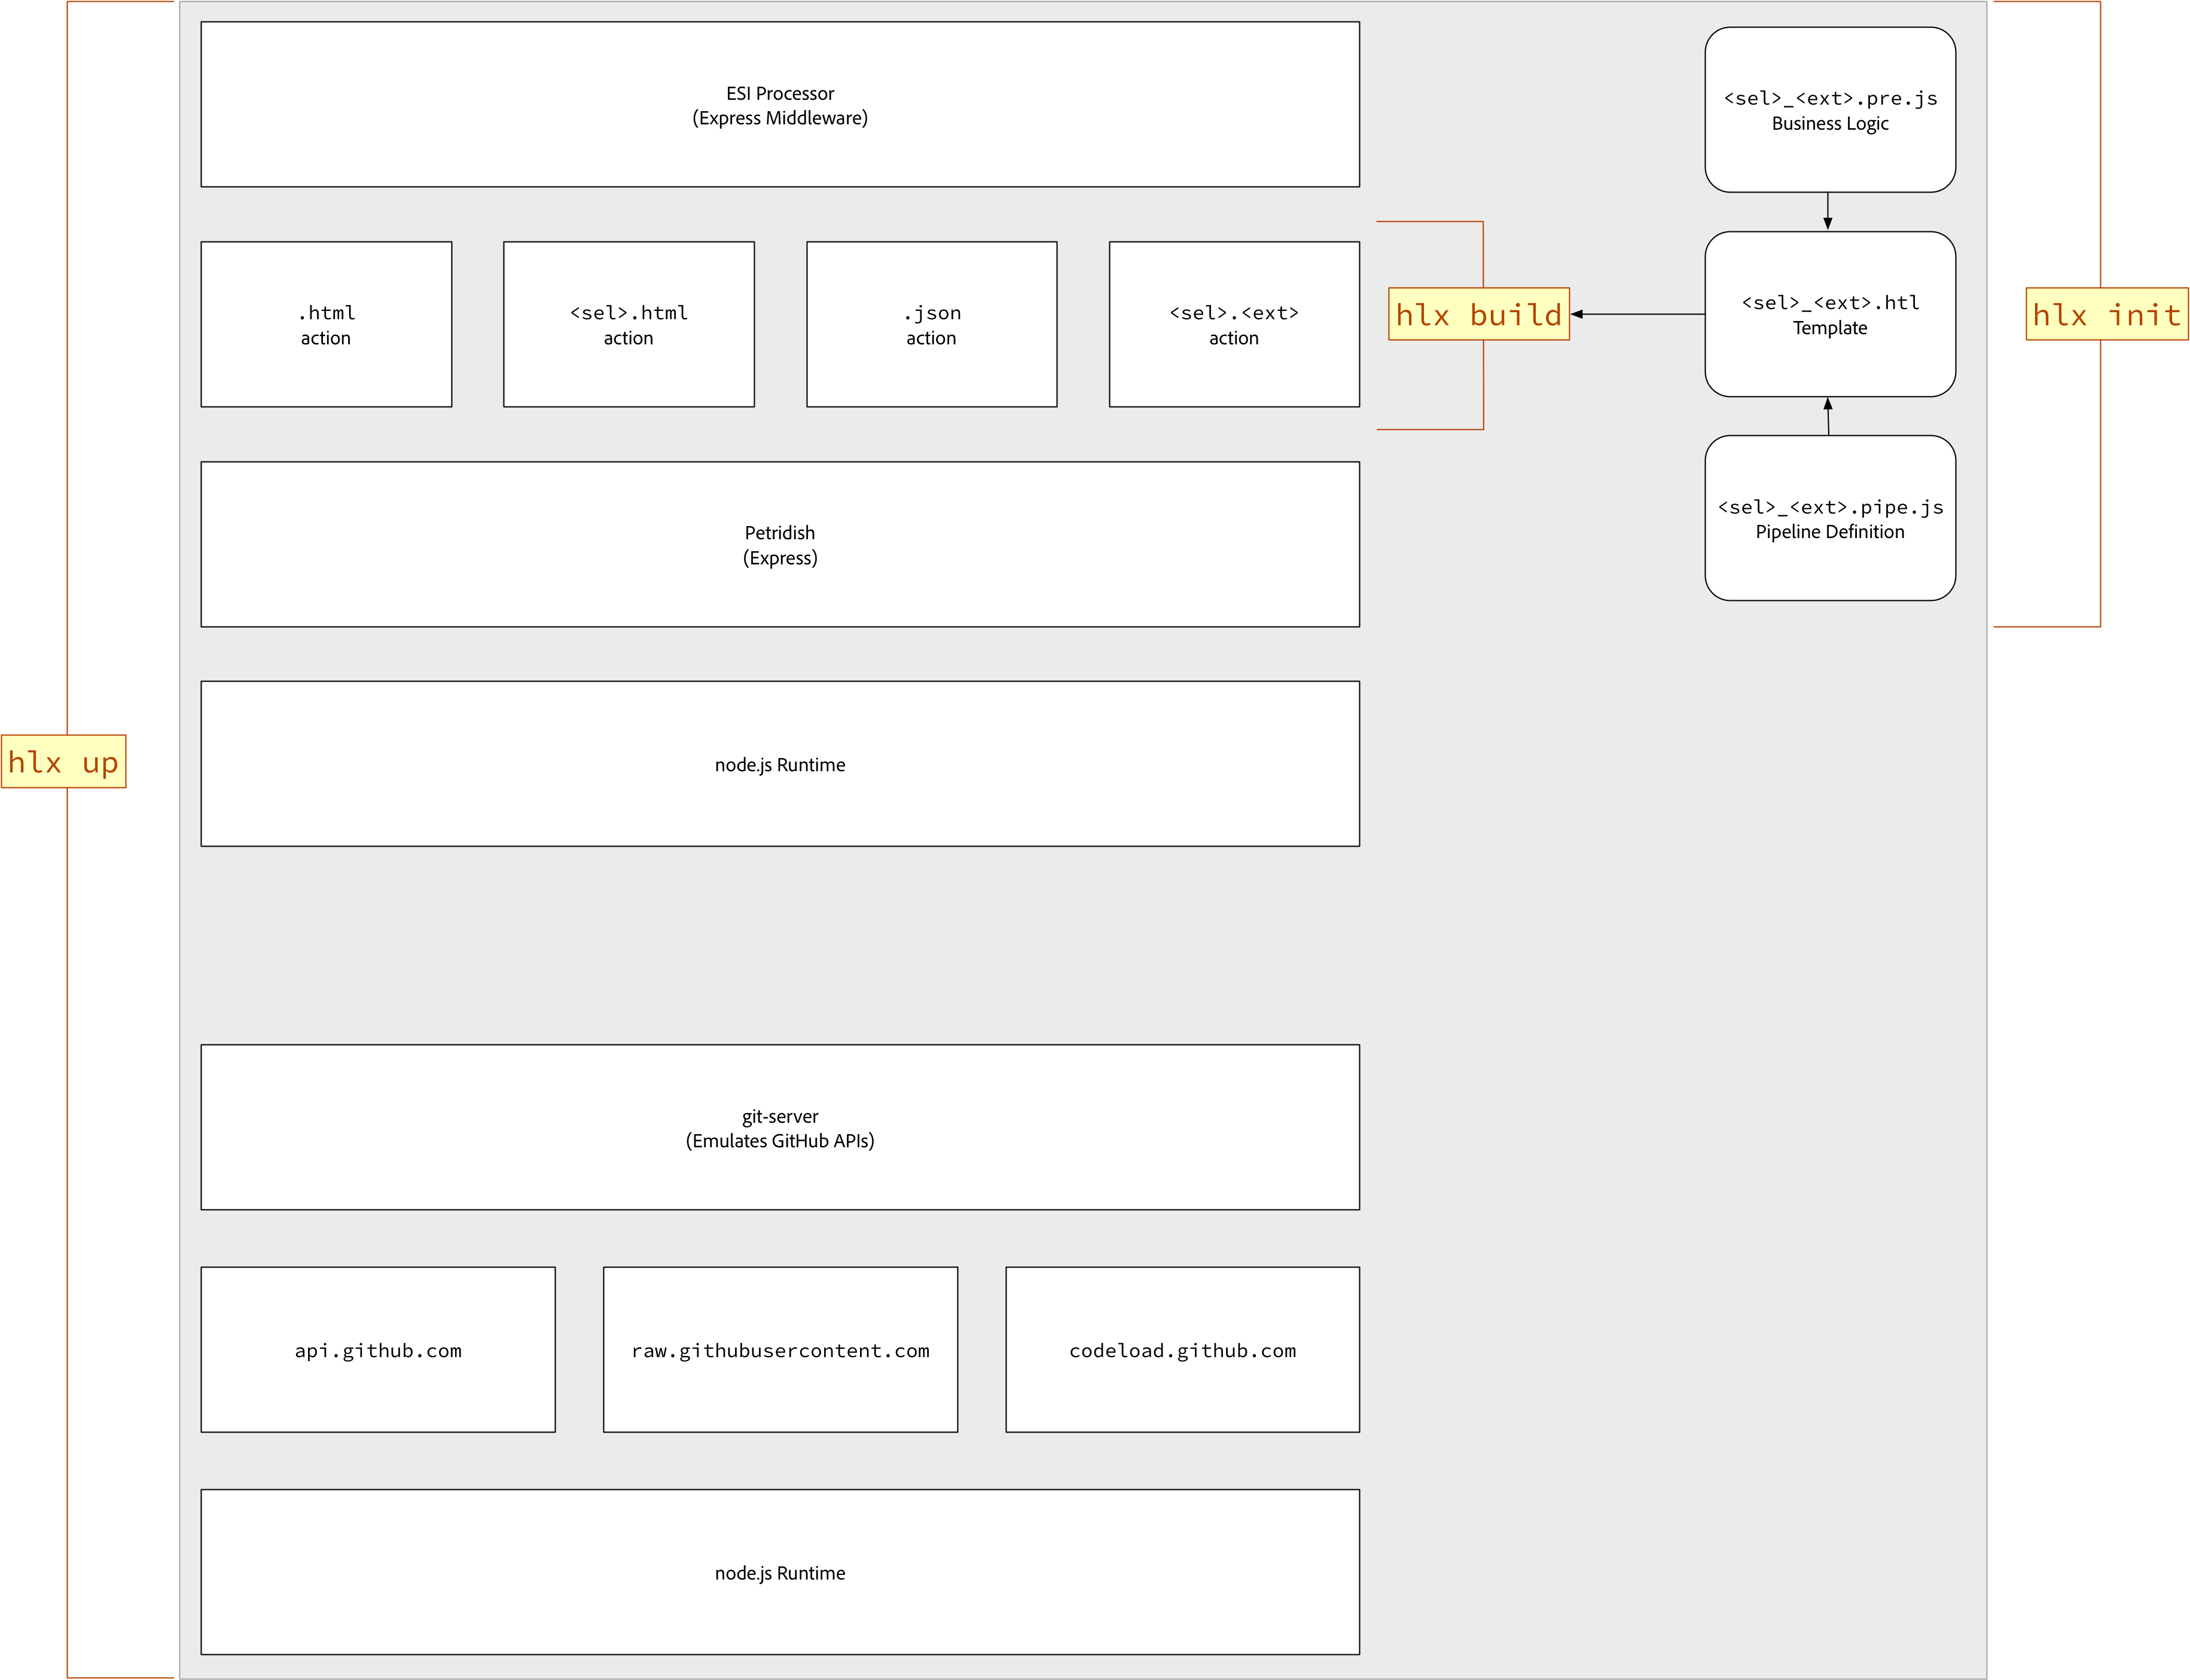 ESI Processor
(Express Middleware)
<sel>_<ext>.pre.js
Business Logic
.html
action
<sel>.html
action
.json
action
<sel>.<ext>
action
hlx build
<sel>_<ext>.htl
Template
hlx init
Petridish
(Express)
<sel>_<ext>.pipe.js
Pipeline Definition
hlx up
node.js Runtime
git-server
(Emulates GitHub APIs)
api.github.com
raw.githubusercontent.com
codeload.github.com
node.js Runtime